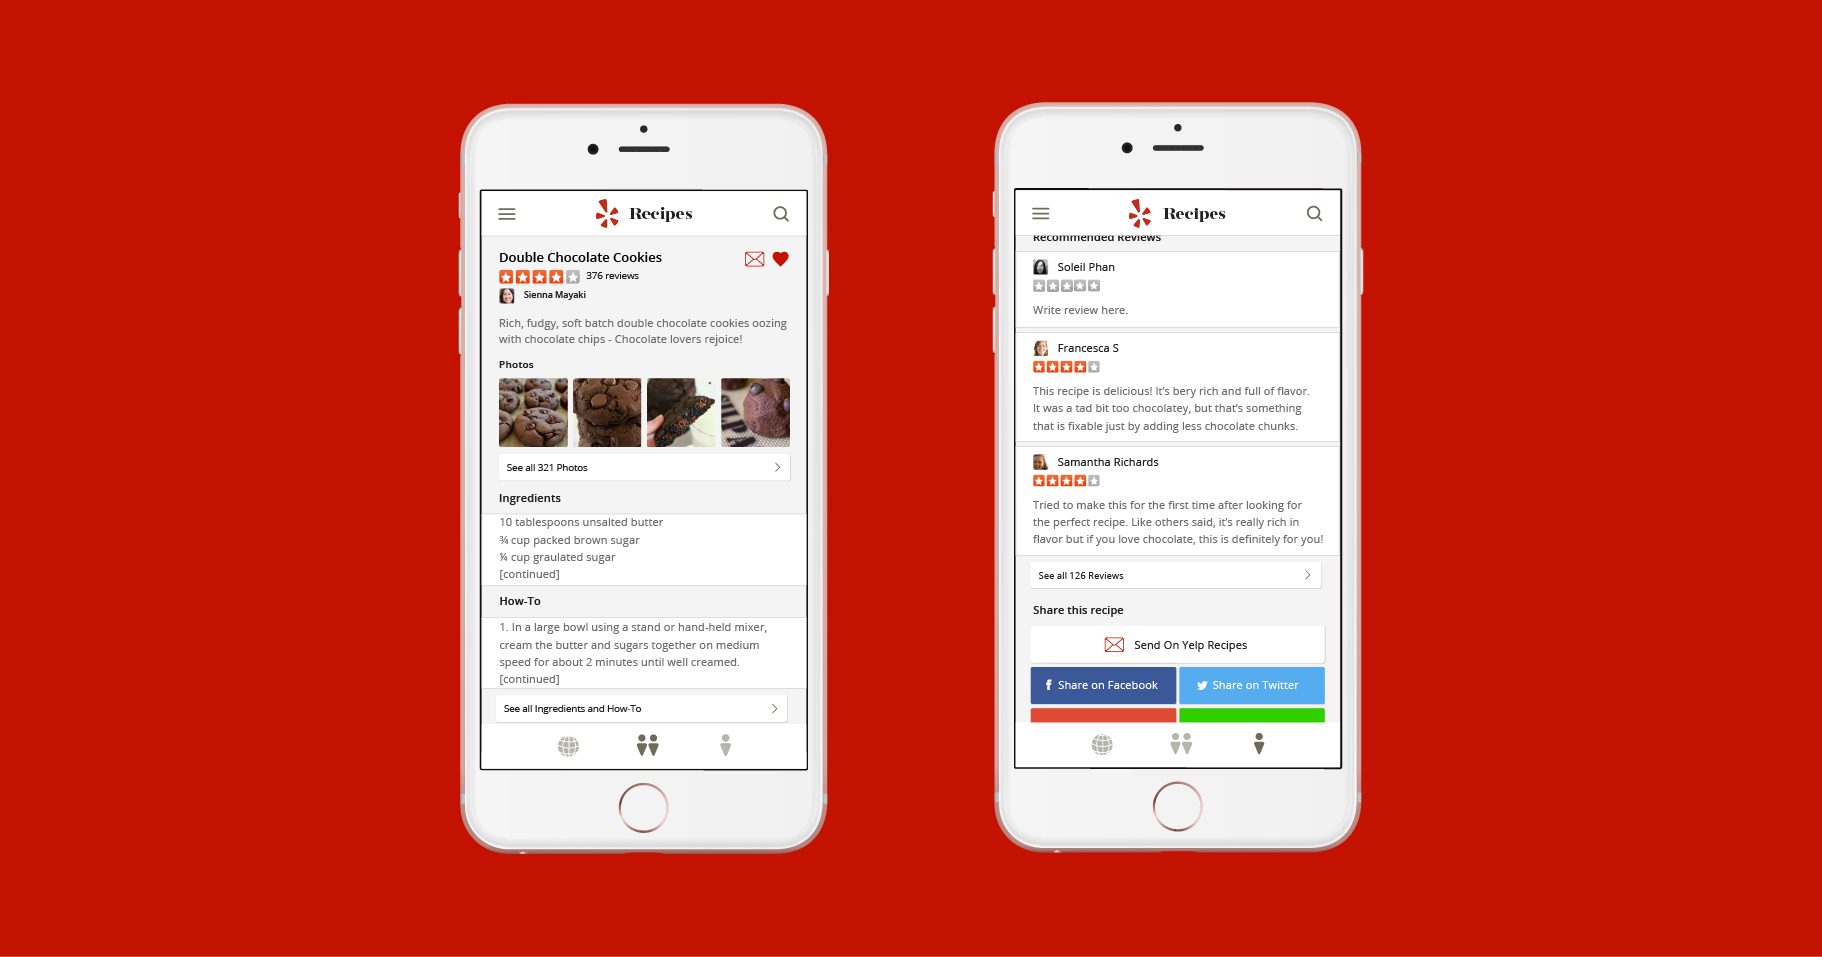 Recipes
Double Chocolate Cookies
376 reviews
Sienna Mayaki
Rich, fudgy, soft batch double chocolate cookies oozing
with chocolate chips - Chocolate lovers rejoice!
Photos
See all 321 Photos
Ingredients
10 tablespoons unsalted butter
¾ cup packed brown sugar
¼ cup graulated sugar
[continued]
How-To
1. In a large bowl using a stand or hand-held mixer,
cream the butter and sugars together on medium
speed for about 2 minutes until well creamed.
[continued]
See all Ingredients and How-To
Recipes
Recommended Reviews
Soleil Phan
Write review here.
Francesca S
This recipe is delicious! It's bery rich and full of flavor.
It was a tad bit too chocolatey, but that's something
that is fixable just by adding less chocolate chunks.
Samantha Richards
Tried to make this for the first time after looking for
the perfect recipe. Like others said, it's really rich in
flavor but if you love chocolate, this is definitely for you!
See all 126 Reviews
Share this recipe
Send On Yelp Recipes
Share on Facebook
Share on Twitter